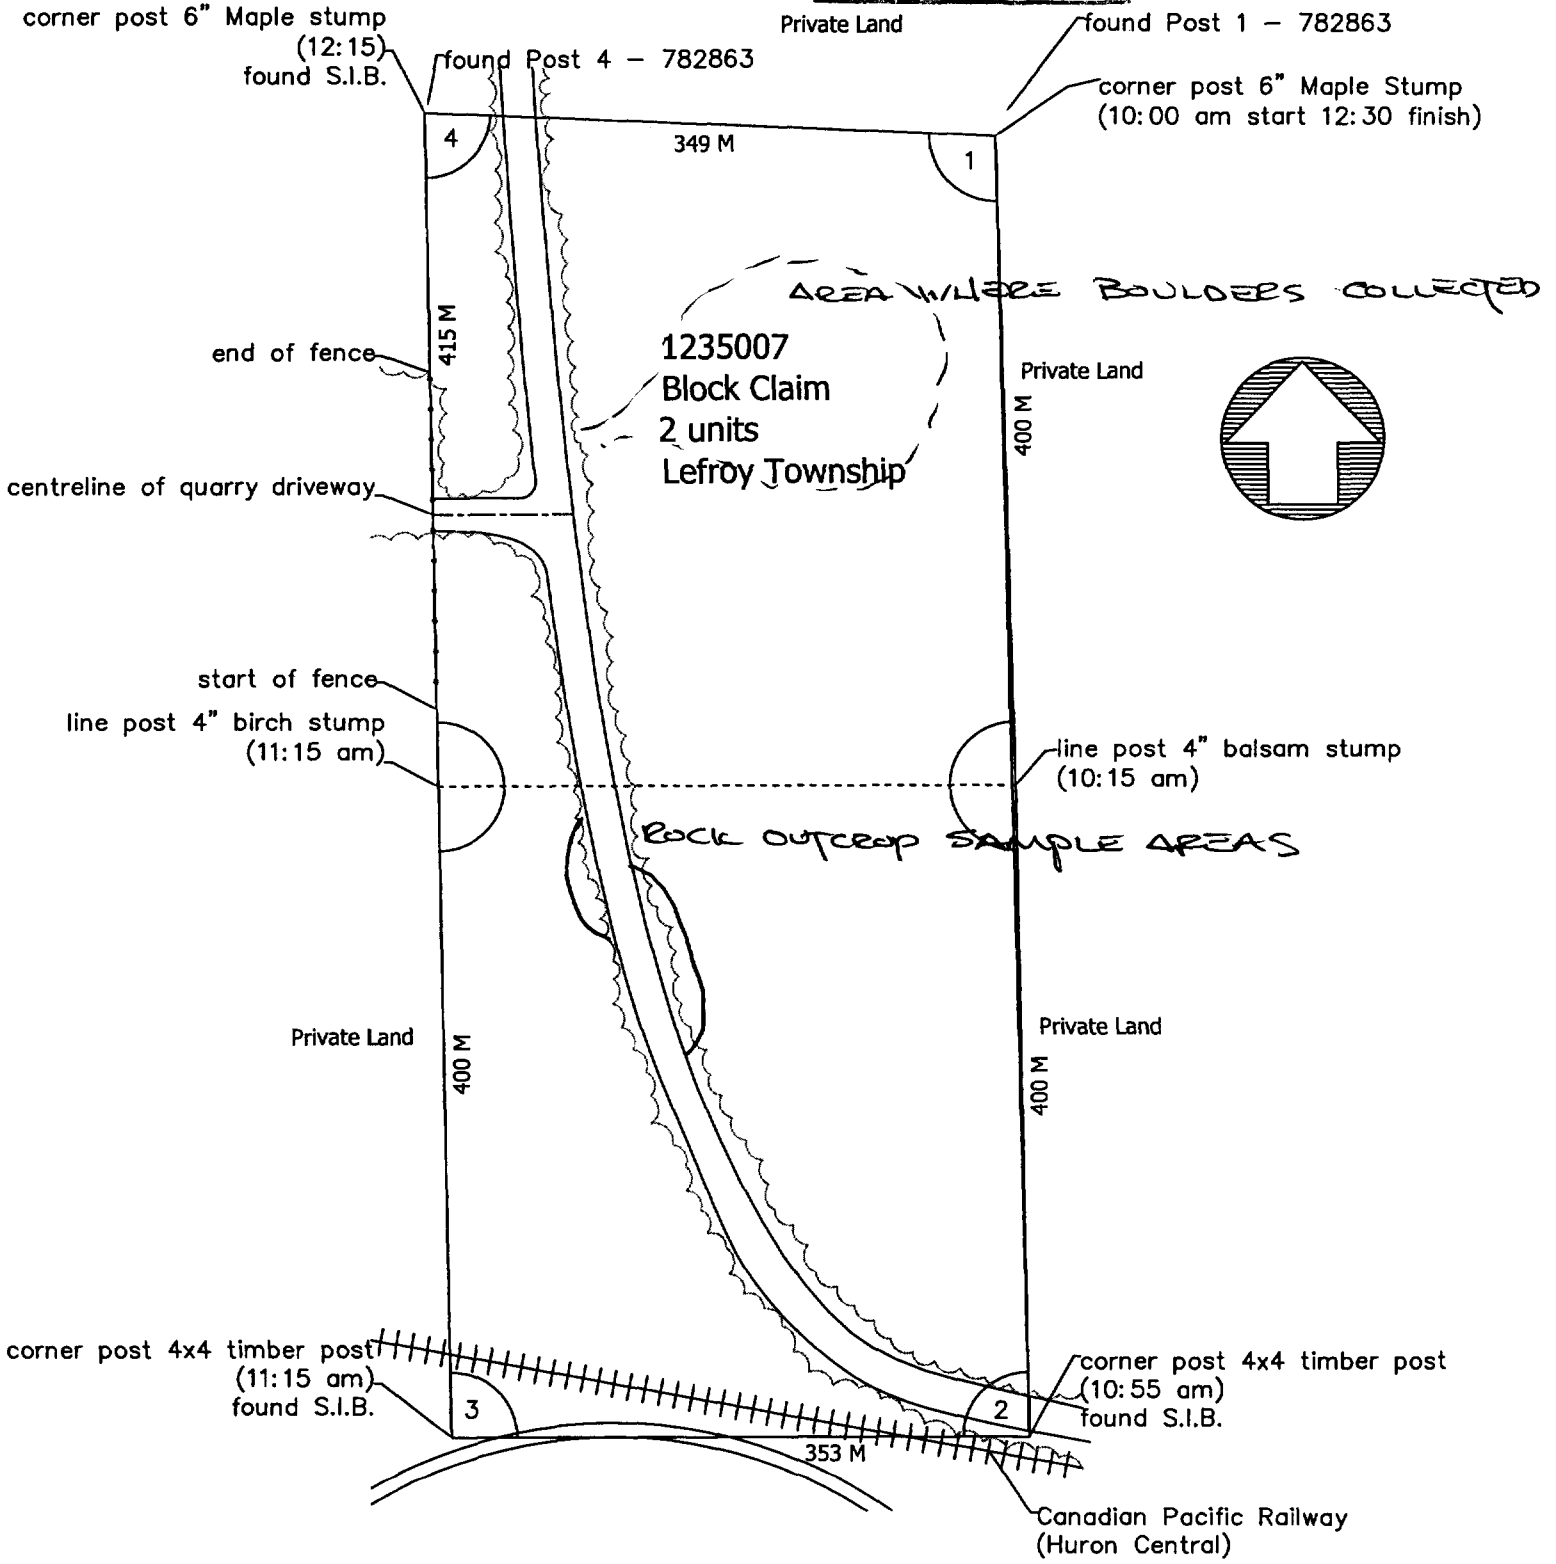 corner post 6" Maple stump
(12:15)
found S.I.B.
found Post 4 – 782863
Private Land
found Post 1 – 782863
corner post 6" Maple Stump
(10:00 am start 12:30 finish)
4
349 M
1
AREA WHERE BOULDERS COLLECTED
415 M
end of fence
1235007
Block Claim
2 units
Lefroy Township
Private Land
400 M
centreline of quarry driveway
start of fence
line post 4" birch stump
(11:15 am)
line post 4" balsam stump
(10:15 am)
ROCK OUTCROP SAMPLE AREAS
Private Land
400 M
Private Land
400 M
corner post 4x4 timber post
(11:15 am)
found S.I.B.
3
2
corner post 4x4 timber post
(10:55 am)
found S.I.B.
353 M
Canadian Pacific Railway
(Huron Central)